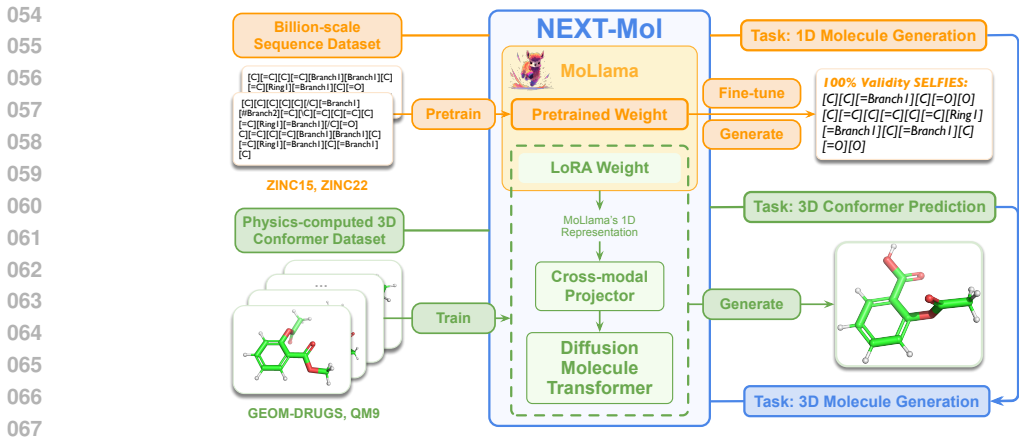 054
055
056
057
058
059
060
061
062
063
064
065
066
067
Billion-scale
Sequence Dataset
[C][=C][C][=C][Branch1][Branch1][C]
[=C][Ring1][=Branch1][C][=O]
[C][C][C][C][C][/C][=Branch1]
[#Branch2][=C][\C][=C][C][=C][C]
[=C][Ring1][=Branch1][/C][=O]
C][=C][C][=C][Branch1][Branch1][C]
[=C][Ring1][=Branch1][C][=Branch1]
[C]
ZINC15, ZINC22
Pretrain
Physics-computed 3D
Conformer Dataset
...
GEOM-DRUGS, QM9
Train
NEXT-Mol
MoLlama
Pretrained Weight
LoRA Weight
MoLlama's 1D
Representation
Cross-modal
Projector
Diffusion
Molecule
Transformer
Fine-tune
Generate
Task: 1D Molecule Generation
100% Validity SELFIES:
[C][C][=Branch1][C][=O][O]
[C][=C][C][=C][C][=C][Ring1]
[=Branch1][C][=Branch1][C]
[=O][O]
Task: 3D Conformer Prediction
Generate
Task: 3D Molecule Generation